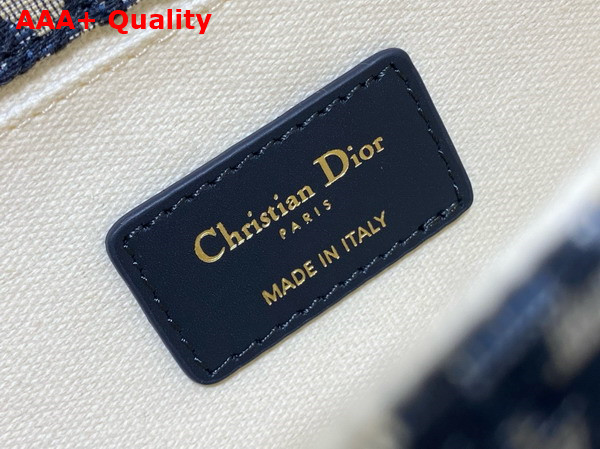 AAA+ Quality
Christian Dior
PARIS
MADE IN ITALY